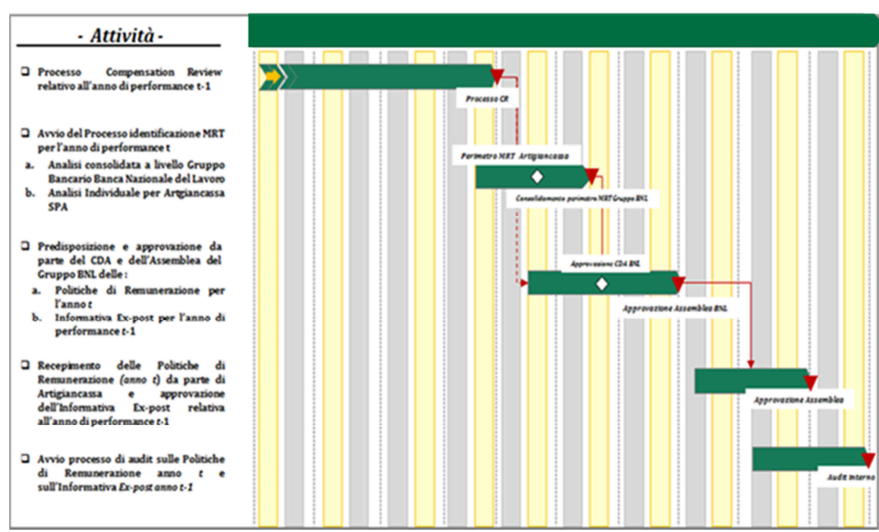 - Attività -
❑ Processo Compensation Review
relativo all'anno di performance t-1
Processo CR
❑ Avvio del Processo identificazione MRT
per l'anno di performance t
a. Analisi consolidata a livello Gruppo
Bancario Banca Nazionale del Lavoro
b. Analisi Individuale per Artgiancassa
SPA
Perimetro MRT Artigiancassa
Consolidamento perimetro MRT Gruppo BNL
❑ Predisposizione e approvazione da
parte del CDA e dell'Assemblea del
Gruppo BNL delle :
a. Politiche di Remunerazione per
l'anno t
b. Informativa Ex-post per l'anno di
performance t-1
Approvazione CDA BNL
Approvazione Assemblea BNL
❑ Recepimento delle Politiche di
Remunerazione (anno t) da parte di
Artigiancassa e approvazione
dell'Informativa Ex-post relativa
all'anno di performance t-1
Approvazione Assemblea
❑ Avvio processo di audit sulle Politiche
di Remunerazione anno t e
sull'Informativa Ex-post anno t-1
Audit Interno